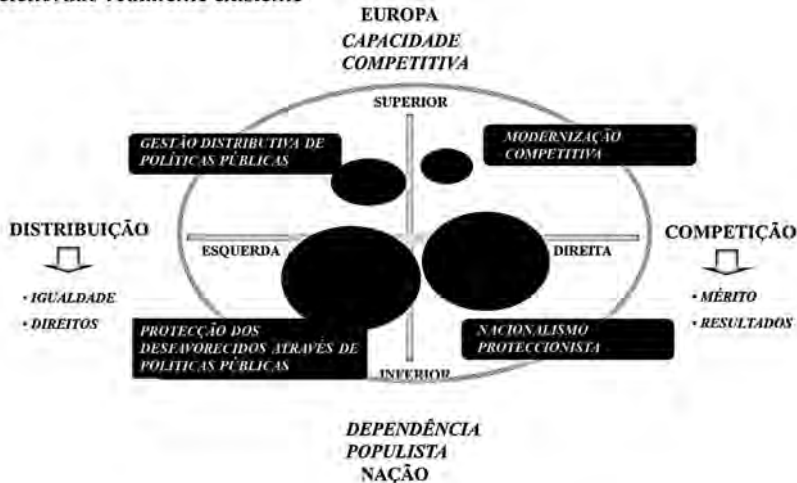 EUROPA
CAPACIDADE
COMPETITIVA
SUPERIOR
GESTÃO DISTRIBUTIVA DE
POLÍTICAS PÚBLICAS
MODERNIZAÇÃO
COMPETITIVA
DISTRIBUIÇÃO
ESQUERDA
DIREITA
COMPETIÇÃO
• IGUALDADE
• DIREITOS
• MÉRITO
• RESULTADOS
PROTECÇÃO DOS
DESFAVORECIDOS ATRAVÉS DE
POLITICAS PÚBLICAS
NACIONALISMO
PROTECCIONISTA
INFERIOR
DEPENDÊNCIA
POPULISTA
NAÇÃO